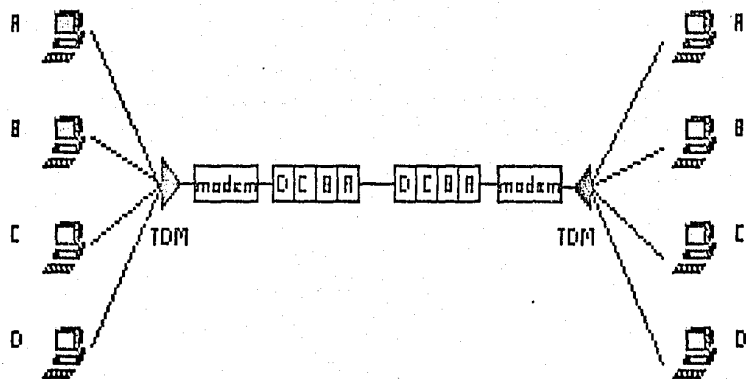 A A
B B
modem D C B A D C B A modem
TDM TDM
C C
D D